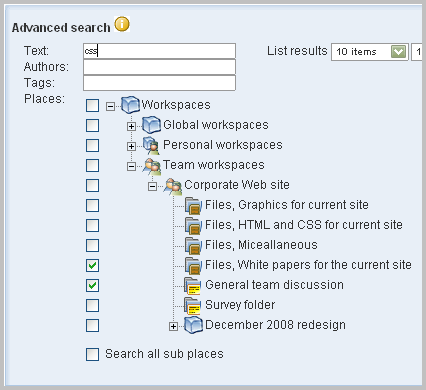 Advanced search
Text: css List results 10 items 1
Authors:
Tags:
Places: Workspaces
Global workspaces
Personal workspaces
Team workspaces
Corporate Web site
Files, Graphics for current site
Files, HTML and CSS for current site
Files, Miceallaneous
Files, White papers for the current site
General team discussion
Survey folder
December 2008 redesign
Search all sub places